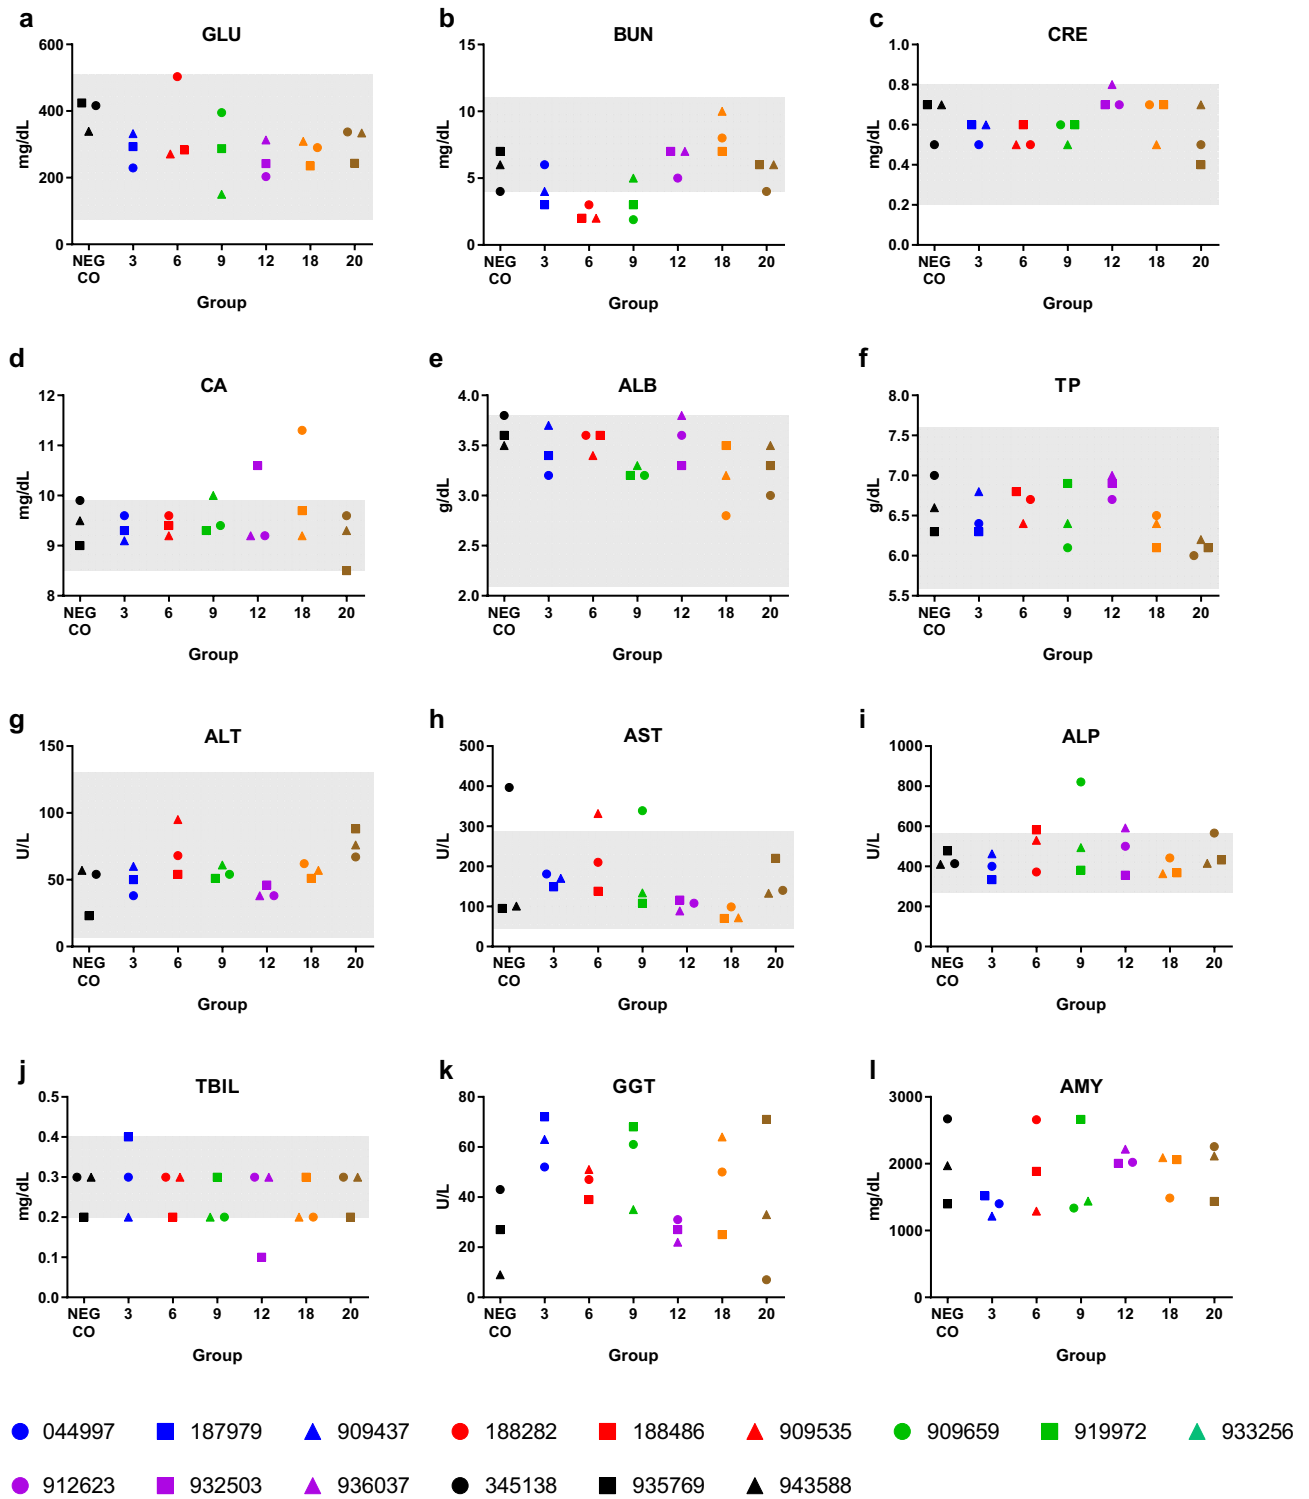 a
GLU
600
400
200
0
mg/dL
NEG CO 3 6 9 12 18 20
Group
b
BUN
15
10
5
0
mg/dL
NEG CO 3 6 9 12 18 20
Group
c
CRE
1.0
0.8
0.6
0.4
0.2
0.0
mg/dL
NEG CO 3 6 9 12 18 20
Group
d
CA
12
11
10
9
8
mg/dL
NEG CO 3 6 9 12 18 20
Group
e
ALB
4.0
3.5
3.0
2.5
2.0
g/dL
NEG CO 3 6 9 12 18 20
Group
f
TP
8.0
7.5
7.0
6.5
6.0
5.5
g/dL
NEG CO 3 6 9 12 18 20
Group
g
ALT
150
100
50
0
U/L
NEG CO 3 6 9 12 18 20
Group
h
AST
500
400
300
200
100
0
U/L
NEG CO 3 6 9 12 18 20
Group
i
ALP
1000
800
600
400
200
0
U/L
NEG CO 3 6 9 12 18 20
Group
j
TBIL
0.5
0.4
0.3
0.2
0.1
0.0
mg/dL
NEG CO 3 6 9 12 18 20
Group
k
GGT
80
60
40
20
0
U/L
NEG CO 3 6 9 12 18 20
Group
l
AMY
3000
2000
1000
0
mg/dL
NEG CO 3 6 9 12 18 20
Group
044997 187979 909437 188282 188486 909535 909659 919972 933256
912623 932503 936037 345138 935769 943588